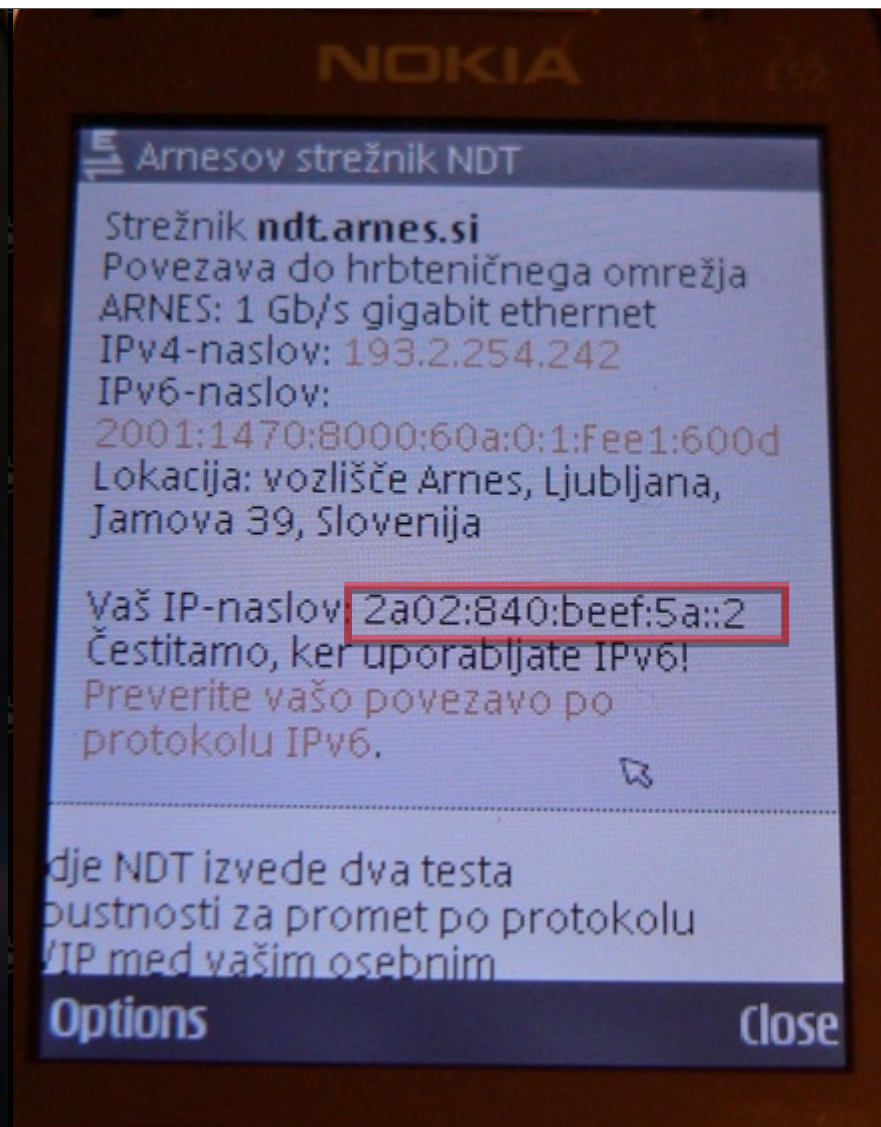 NOKIA
E52
E
Arnesov strežnik NDT
Strežnik ndt.arnes.si
Povezava do hrbteničnega omrežja
ARNES: 1 Gb/s gigabit ethernet
IPv4-naslov: 193.2.254.242
IPv6-naslov:
2001:1470:8000:60a:0:1:Fee1:600d
Lokacija: vozlišče Arnes, Ljubljana,
Jamova 39, Slovenija
Vaš IP-naslov: 2a02:840:beef:5a::2
Čestitamo, ker uporabljate IPv6!
Preverite vašo povezavo po
protokolu IPv6.
dje NDT izvede dva testa
pustnosti za promet po protokolu
/IP med vašim osebnim
Options
Close